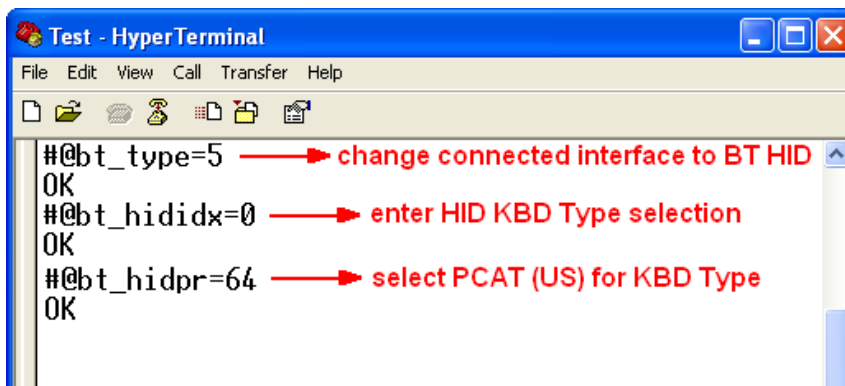 Test - HyperTerminal
File Edit View Call Transfer Help
#@bt_type=5 change connected interface to BT HID
OK
#@bt_hididx=0 enter HID KBD Type selection
OK
#@bt_hidpr=64 select PCAT (US) for KBD Type
OK